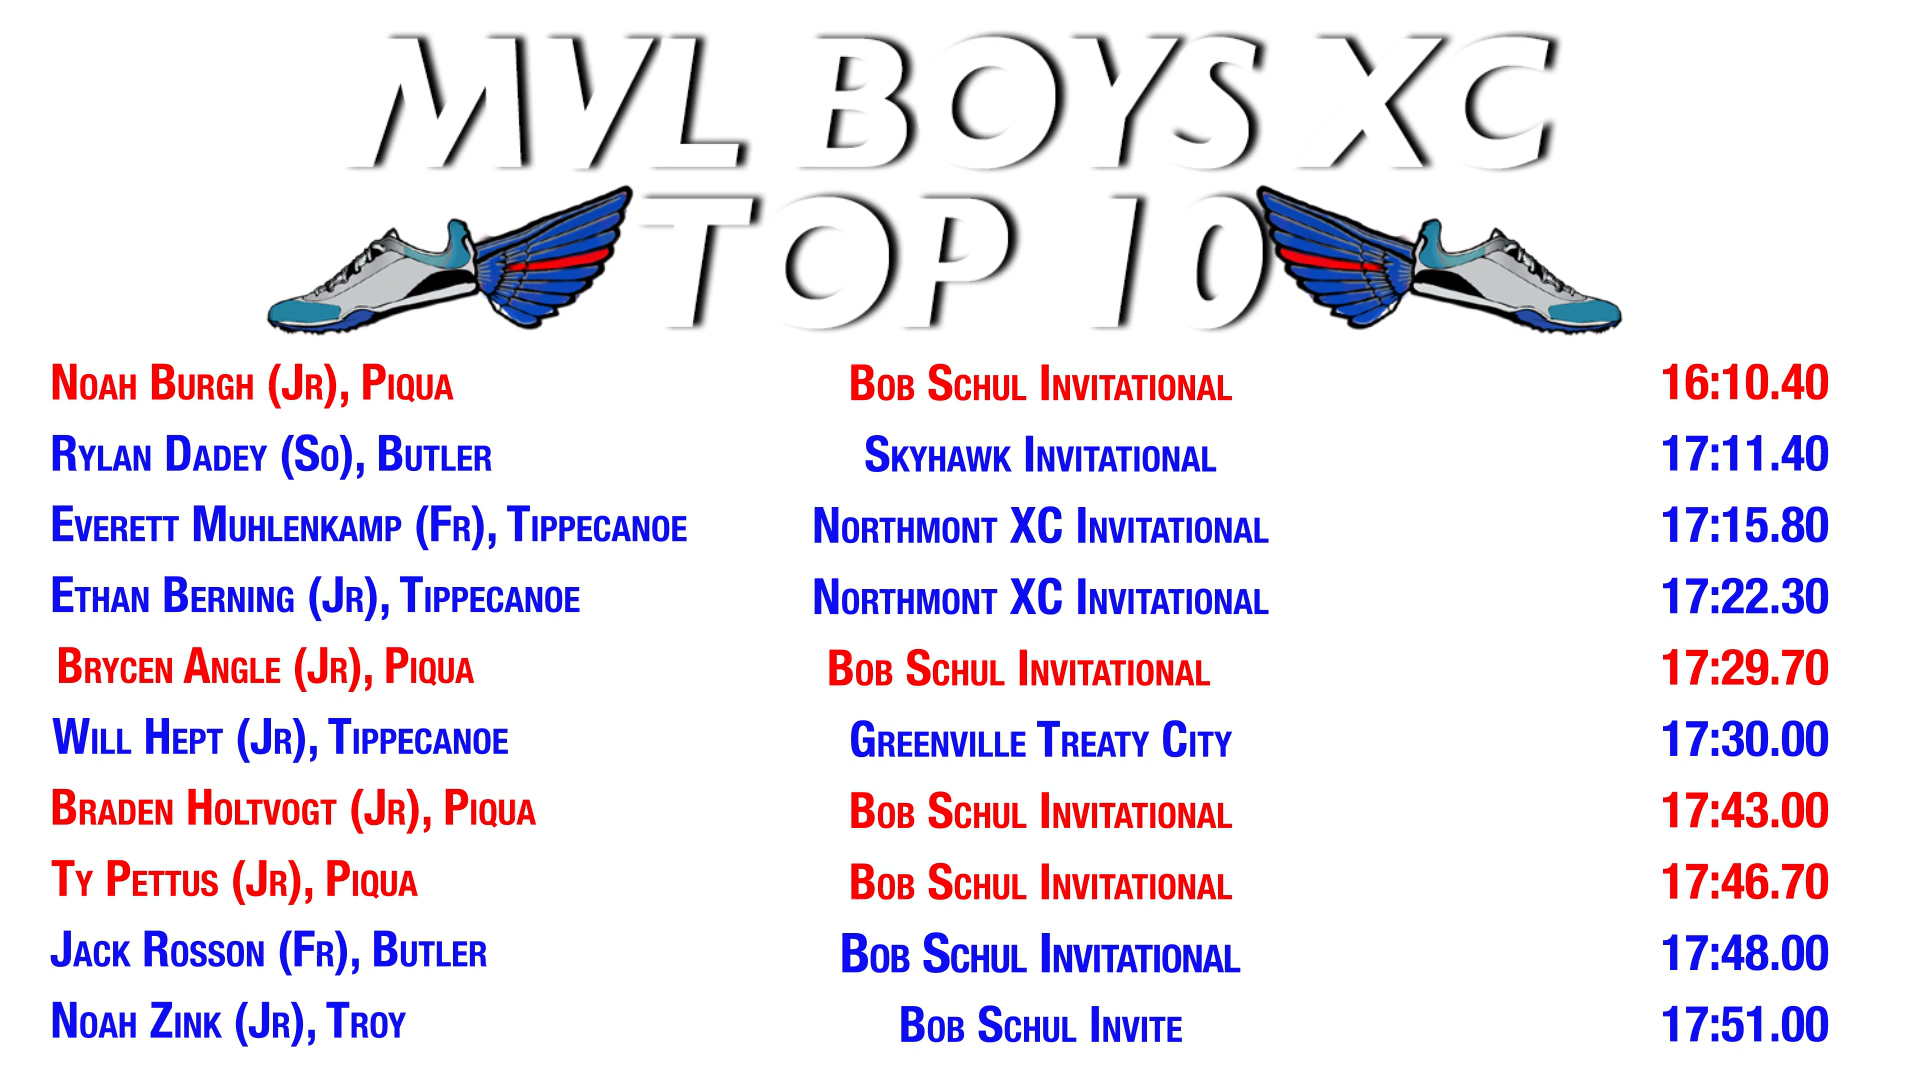 MVL BOYS XC
TOP 10
Noah Burgh (Jr), Piqua Bob Schul Invitational 16:10.40
Rylan Dadey (So), Butler Skyhawk Invitational 17:11.40
Everett Muhlenkamp (Fr), Tippecanoe Northmont XC Invitational 17:15.80
Ethan Berning (Jr), Tippecanoe Northmont XC Invitational 17:22.30
Brycen Angle (Jr), Piqua Bob Schul Invitational 17:29.70
Will Hept (Jr), Tippecanoe Greenville Treaty City 17:30.00
Braden Holtvogt (Jr), Piqua Bob Schul Invitational 17:43.00
Ty Pettus (Jr), Piqua Bob Schul Invitational 17:46.70
Jack Rosson (Fr), Butler Bob Schul Invitational 17:48.00
Noah Zink (Jr), Troy Bob Schul Invite 17:51.00